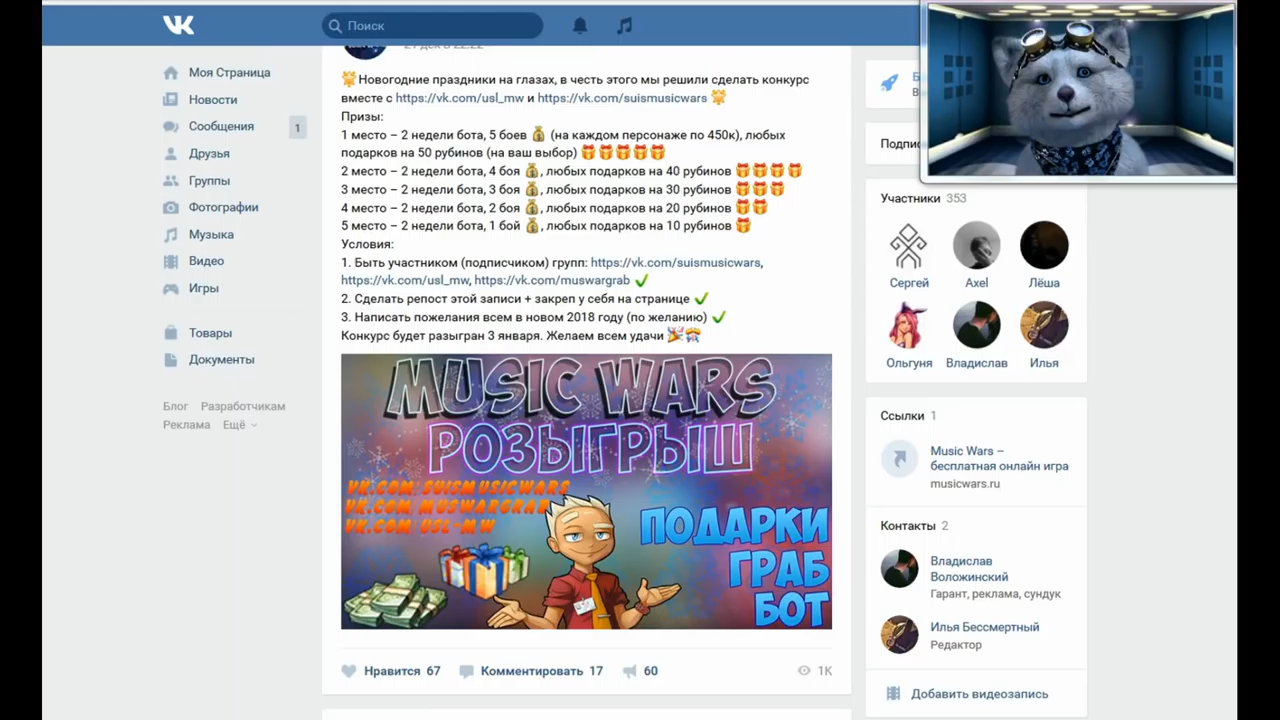 VK
Поиск
Моя Страница
Новости
Сообщения 1
Друзья
Группы
Фотографии
Музыка
Видео
Игры
Товары
Документы
Блог Разработчикам
Реклама Ещё
Новогодние праздники на глазах, в честь этого мы решили сделать конкурс
вместе с https://vk.com/usl_mw и https://vk.com/suismusicwars
Призы:
1 место – 2 недели бота, 5 боев (на каждом персонаже по 450к), любых
подарков на 50 рубинов (на ваш выбор)
2 место – 2 недели бота, 4 боя, любых подарков на 40 рубинов
3 место – 2 недели бота, 3 боя, любых подарков на 30 рубинов
4 место – 2 недели бота, 2 боя, любых подарков на 20 рубинов
5 место – 2 недели бота, 1 бой, любых подарков на 10 рубинов
Условия:
1. Быть участником (подписчиком) групп: https://vk.com/suismusicwars,
https://vk.com/usl_mw, https://vk.com/muswargrab
2. Сделать репост этой записи + закреп у себя на странице
3. Написать пожелания всем в новом 2018 году (по желанию)
Конкурс будет разыгран 3 января. Желаем всем удачи
MUSIC WARS
РОЗЫГРЫШ
VK.COM/SUISMUSICWARS
VK.COM/MUSWARGRAB
VK.COM/USL-MW
ПОДАРКИ
ГРАБ
БОТ
Нравится 67 Комментировать 17 60 1K
Участники 353
Сергей Axel Лёша
Ольгуня Владислав Илья
Ссылки 1
Music Wars –
бесплатная онлайн игра
musicwars.ru
Контакты 2
Владислав
Воложинский
Гарант, реклама, сундук
Илья Бессмертный
Редактор
Добавить видеозапись